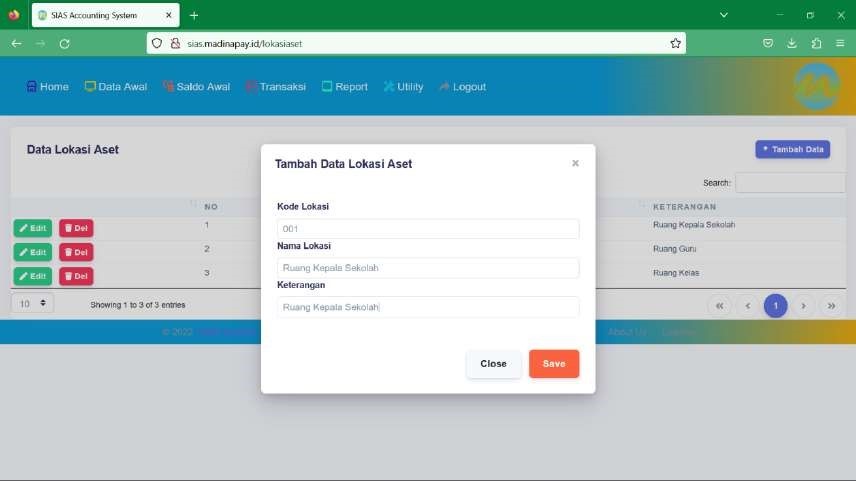 SIAS Accounting System
sias.madinapay.id/lokasiaset
Home Data Awal Saldo Awal Transaksi Report Utility Logout
Data Lokasi Aset
Tambah Data
Search:
NO KETERANGAN
Edit Del 1 Ruang Kepala Sekolah
Edit Del 2 Ruang Guru
Edit Del 3 Ruang Kelas
10 Showing 1 to 3 of 3 entries « ‹ 1 › »
© 2022 About Us
Tambah Data Lokasi Aset ×
Kode Lokasi
001
Nama Lokasi
Ruang Kepala Sekolah
Keterangan
Ruang Kepala Sekolah
Close Save